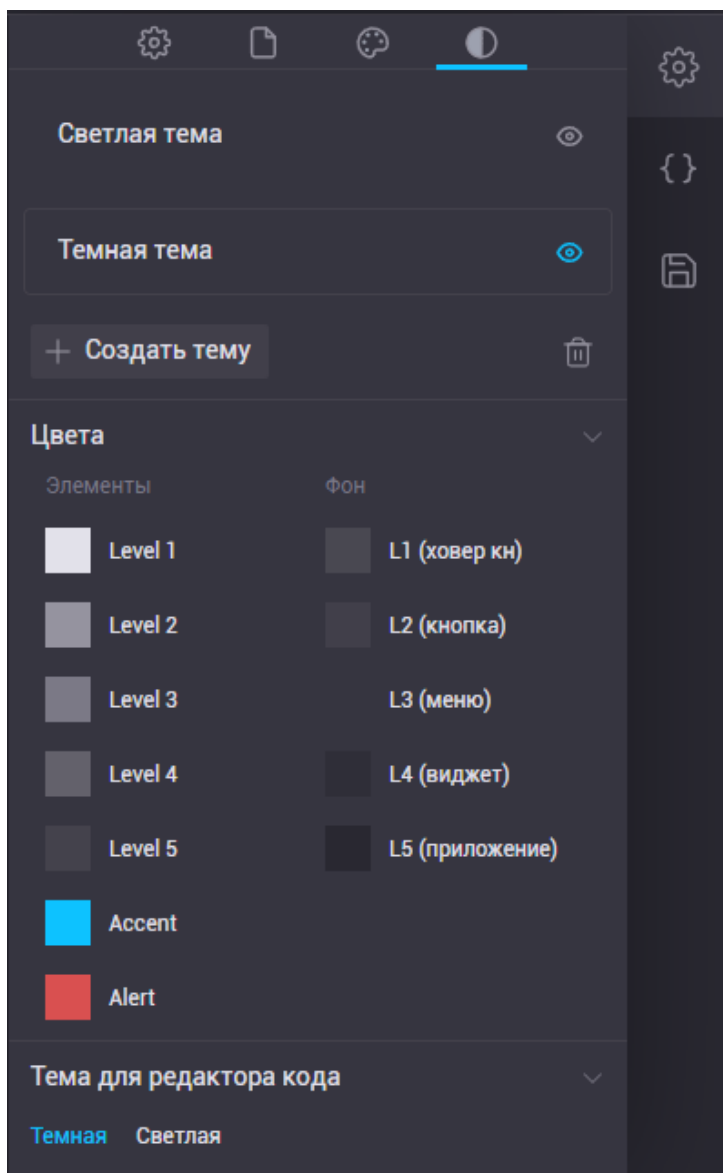 Светлая тема
Темная тема
Создать тему
Цвета
Элементы Фон
Level 1 L1 (ховер кн)
Level 2 L2 (кнопка)
Level 3 L3 (меню)
Level 4 L4 (виджет)
Level 5 L5 (приложение)
Accent
Alert
Тема для редактора кода
Темная Светлая